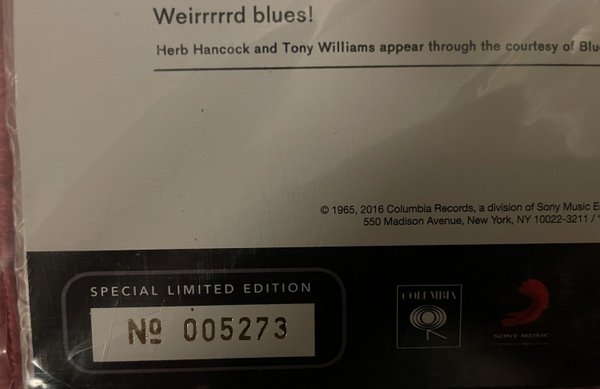 Weirrrrrd blues!
Herb Hancock and Tony Williams appear through the courtesy of Blu
© 1965, 2016 Columbia Records, a division of Sony Music E
550 Madison Avenue, New York, NY 10022-3211 / "
SPECIAL LIMITED EDITION
Nº 005273
COLUMBIA
SONY MUSIC